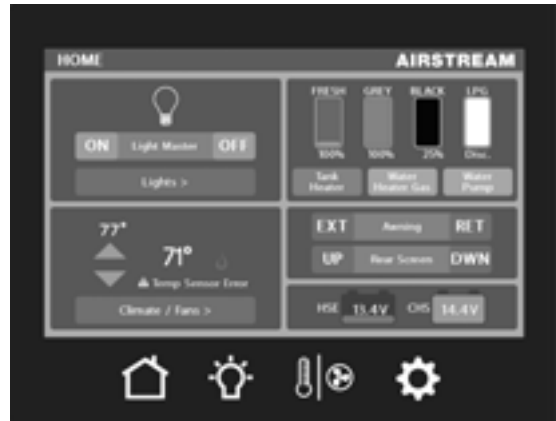 HOME AIRSTREAM
ON Light Master OFF
Lights >
FRESH GREY BLACK LPG
100% 100% 25% Disc.
Tank Heater
Water Heater Gas
Water Pump
77°
71°
Temp Sensor Error
Climate / Fans >
EXT Awning RET
UP Rear Screen DWN
HSE 13.4V CHS 14.4V